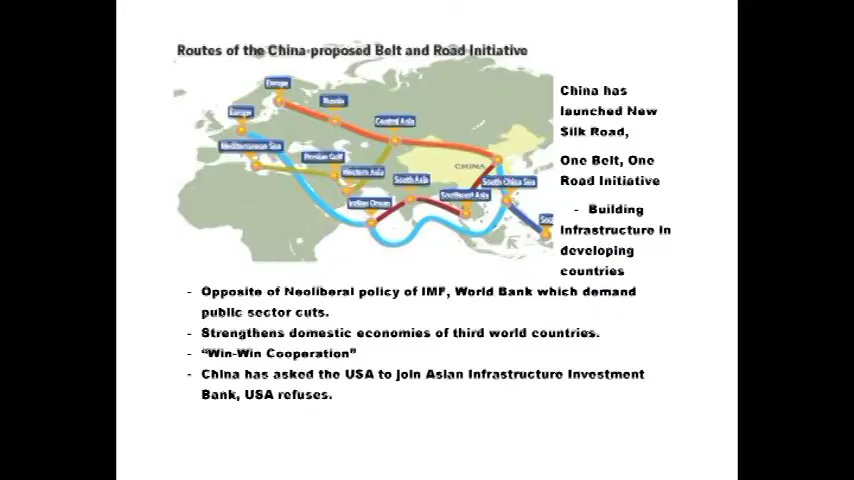 Routes of the China-proposed Belt and Road Initiative
Europe
Russia
Europe
Central Asia
Mediterranean Sea
Persian Gulf
Western Asia
South Asia
CHINA
South China Sea
Southeast Asia
Indian Ocean
China has
launched New
Silk Road,
One Belt, One
Road Initiative
- Building
Infrastructure in
developing
countries
- Opposite of Neoliberal policy of IMF, World Bank which demand
public sector cuts.
- Strengthens domestic economies of third world countries.
- “Win-Win Cooperation”
- China has asked the USA to join Asian Infrastructure Investment
Bank, USA refuses.